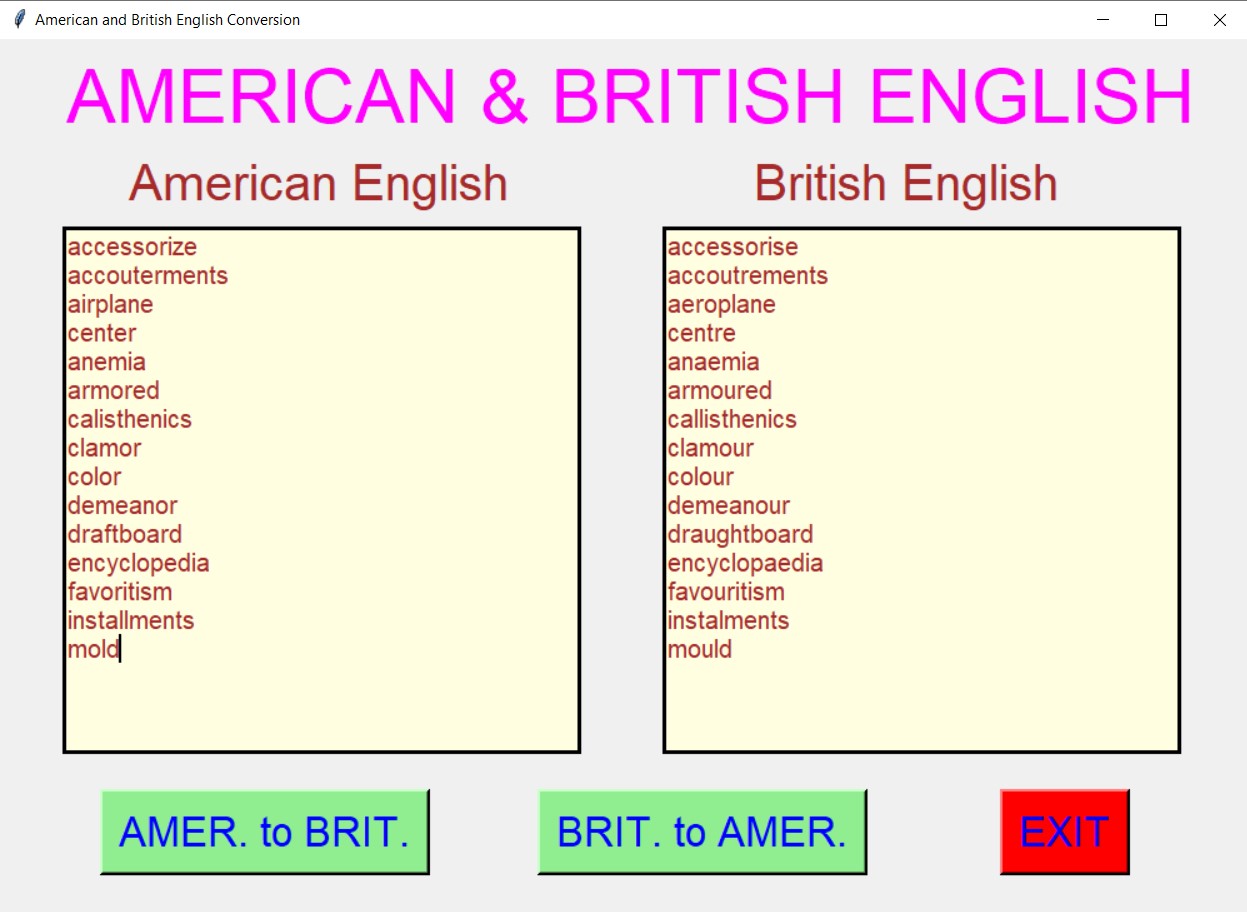 American and British English Conversion
AMERICAN & BRITISH ENGLISH
American English
accessorize
accouterments
airplane
center
anemia
armored
calisthenics
clamor
color
demeanor
draftboard
encyclopedia
favoritism
installments
mold
British English
accessorise
accoutrements
aeroplane
centre
anaemia
armoured
callisthenics
clamour
colour
demeanour
draughtboard
encyclopaedia
favouritism
instalments
mould
AMER. to BRIT.
BRIT. to AMER.
EXIT